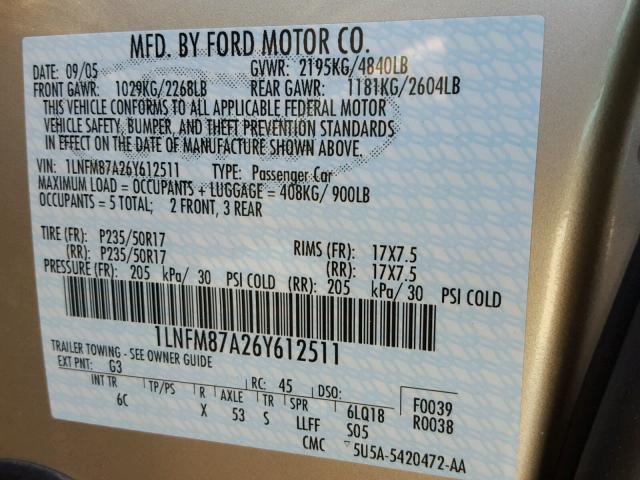 MFD. BY FORD MOTOR CO.
DATE: 09/05 GVWR: 2195KG/4840LB
FRONT GAWR: 1029KG/2268LB REAR GAWR: 1181KG/2604LB
THIS VEHICLE CONFORMS TO ALL APPLICABLE FEDERAL MOTOR
VEHICLE SAFETY, BUMPER, AND THEFT PREVENTION STANDARDS
IN EFFECT ON THE DATE OF MANUFACTURE SHOWN ABOVE.
VIN: 1LNFM87A26Y612511 TYPE: Passenger Car
MAXIMUM LOAD = OCCUPANTS + LUGGAGE = 408KG/ 900LB
OCCUPANTS = 5 TOTAL; 2 FRONT, 3 REAR
TIRE (FR): P235/50R17 RIMS (FR): 17X7.5
(RR): P235/50R17 (RR): 17X7.5
PRESSURE (FR): 205 kPa/ 30 PSI COLD (RR): 205 kPa/ 30 PSI COLD
1LNFM87A26Y612511
TRAILER TOWING - SEE OWNER GUIDE
EXT PNT: G3 RC: 45 DSO: F0039
INT TR TP/PS R AXLE TR SPR 6LQ18 R0038
6C X 53 S LLFF S05
CMC 5U5A-5420472-AA